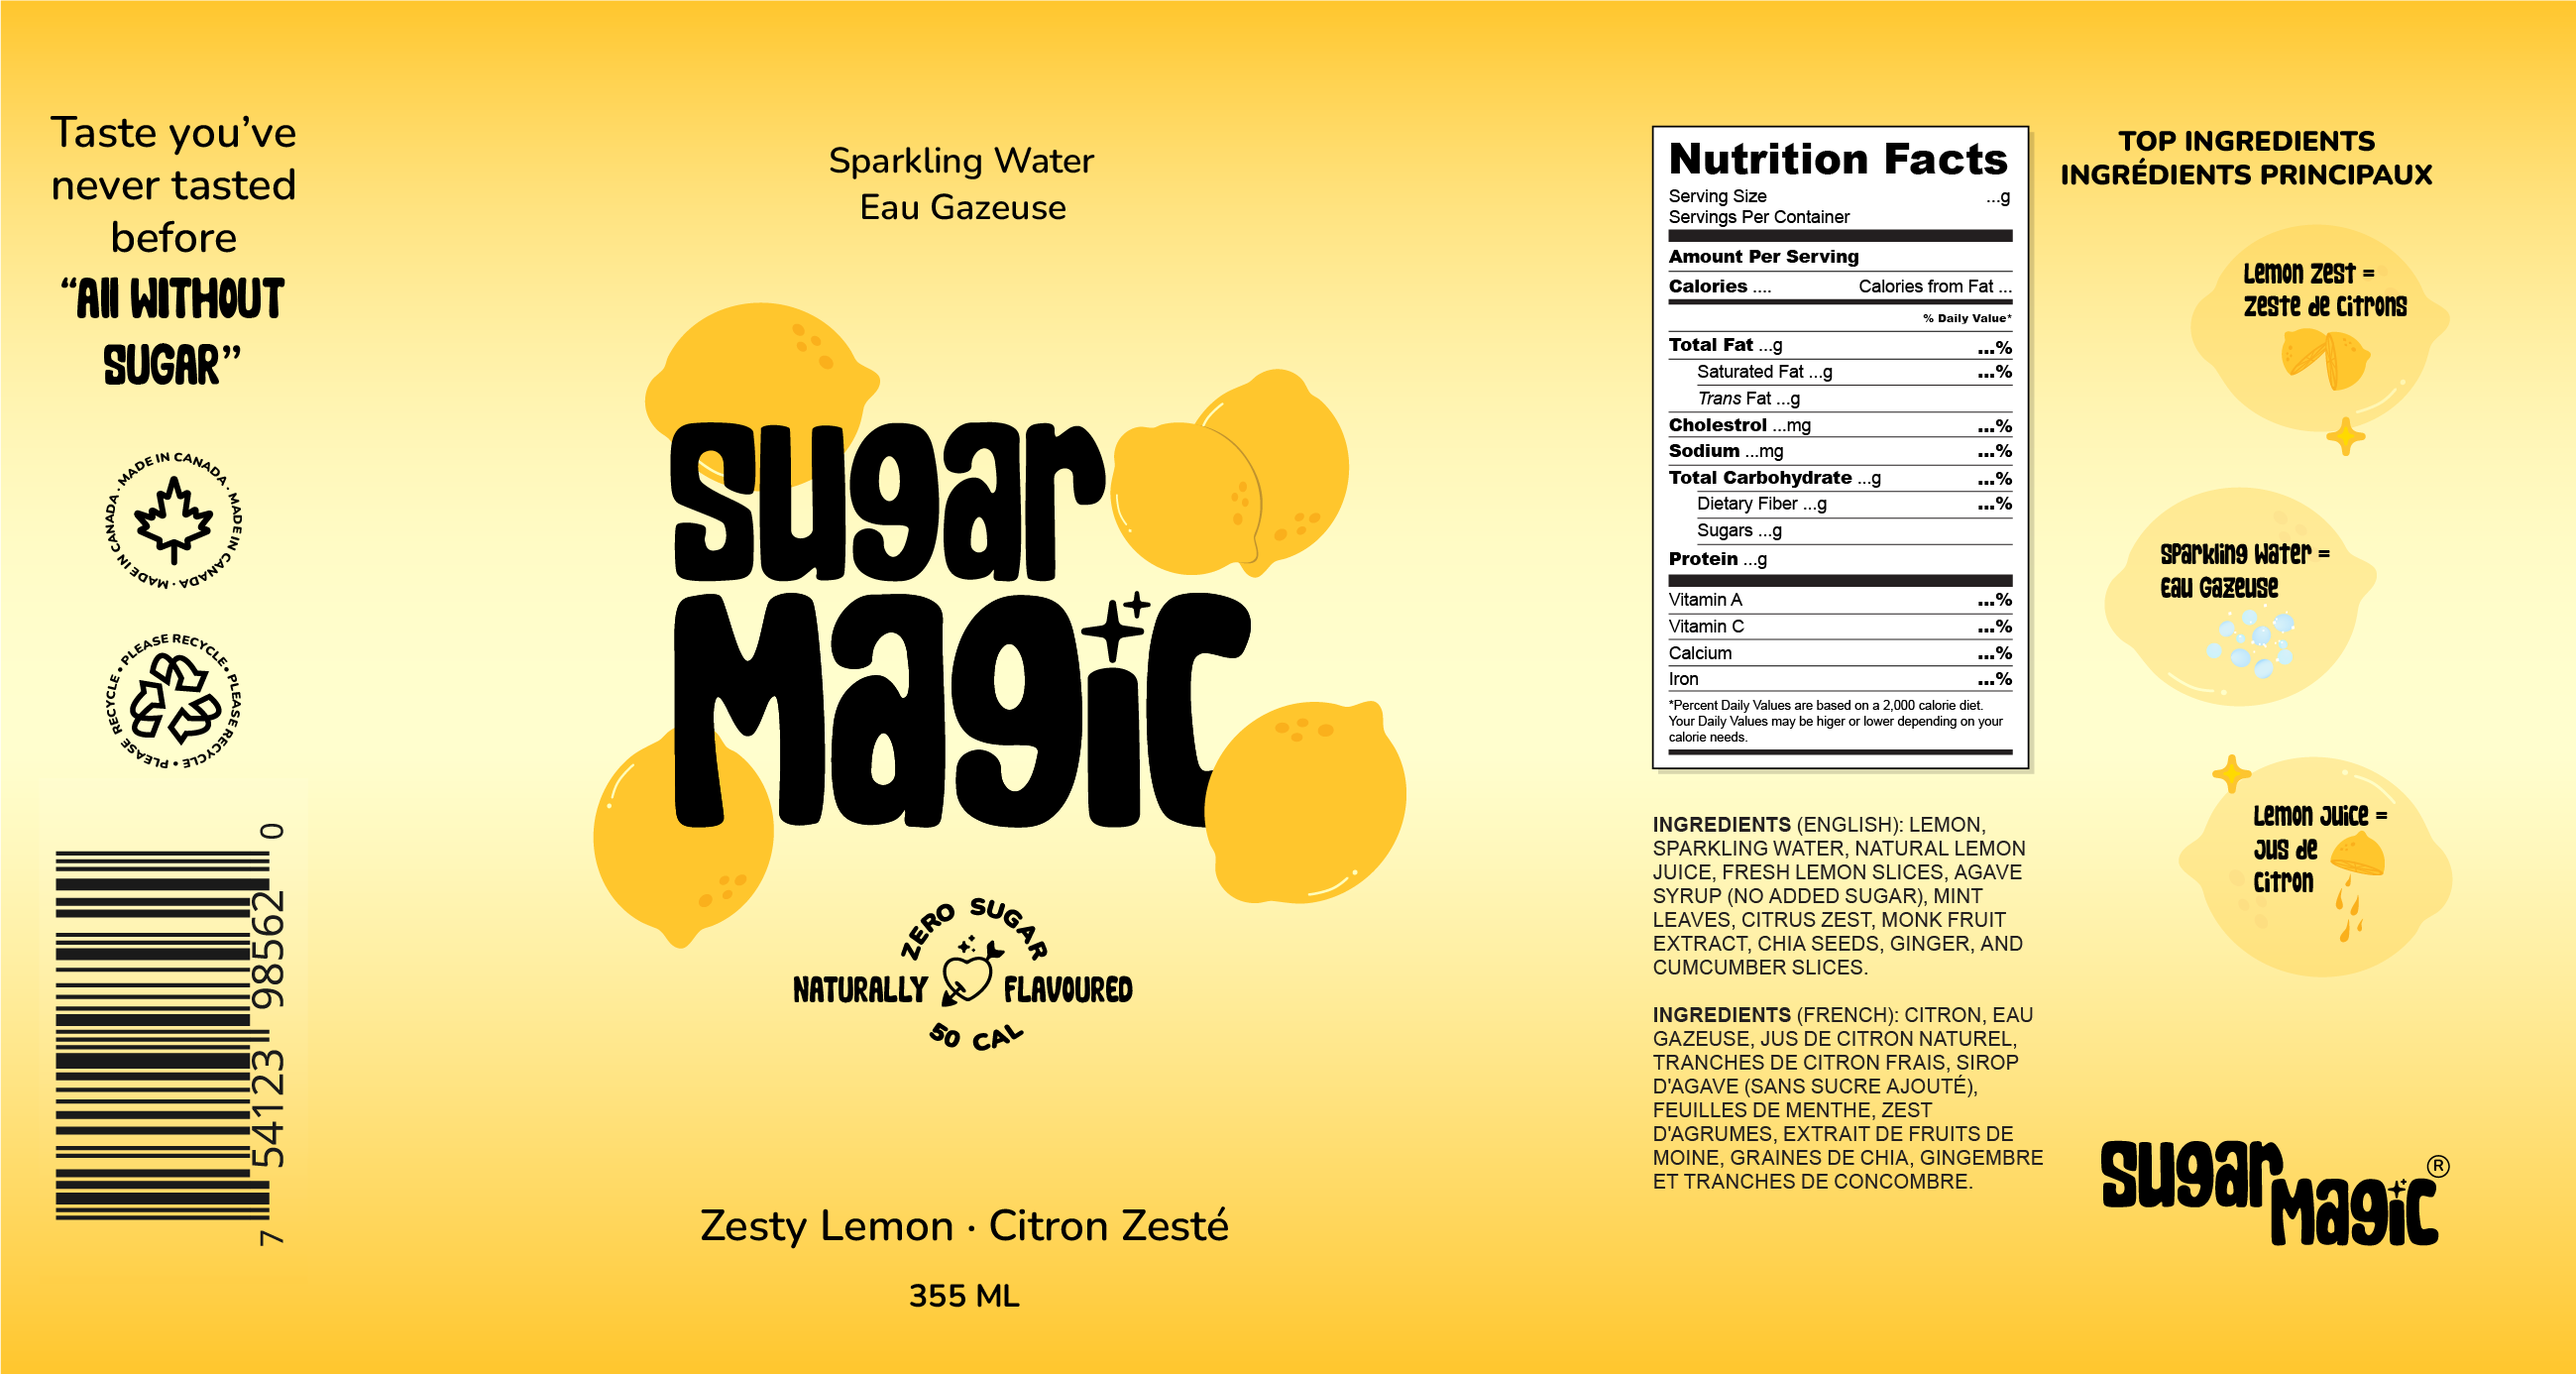 Taste you've
never tasted
before
“All WITHOUT
SUGAR”
MADE IN CANADA · MADE IN CANADA · MADE IN CANADA ·
PLEASE RECYCLE • PLEASE RECYCLE • PLEASE RECYCLE •
7 54123 98562 0
Sparkling Water
Eau Gazeuse
sugar
Magic
ZERO SUGAR
NATURALLY FLAVOURED
50 CAL
Zesty Lemon · Citron Zesté
355 ML
Nutrition Facts
Serving Size ...g
Servings Per Container
Amount Per Serving
Calories .... Calories from Fat ...
% Daily Value*
Total Fat ...g ...%
Saturated Fat ...g ...%
Trans Fat ...g
Cholestrol ...mg ...%
Sodium ...mg ...%
Total Carbohydrate ...g ...%
Dietary Fiber ...g ...%
Sugars ...g
Protein ...g
Vitamin A ...%
Vitamin C ...%
Calcium ...%
Iron ...%
*Percent Daily Values are based on a 2,000 calorie diet.
Your Daily Values may be higer or lower depending on your
calorie needs.
INGREDIENTS (ENGLISH): LEMON,
SPARKLING WATER, NATURAL LEMON
JUICE, FRESH LEMON SLICES, AGAVE
SYRUP (NO ADDED SUGAR), MINT
LEAVES, CITRUS ZEST, MONK FRUIT
EXTRACT, CHIA SEEDS, GINGER, AND
CUMCUMBER SLICES.
INGREDIENTS (FRENCH): CITRON, EAU
GAZEUSE, JUS DE CITRON NATUREL,
TRANCHES DE CITRON FRAIS, SIROP
D'AGAVE (SANS SUCRE AJOUTÉ),
FEUILLES DE MENTHE, ZEST
D'AGRUMES, EXTRAIT DE FRUITS DE
MOINE, GRAINES DE CHIA, GINGEMBRE
ET TRANCHES DE CONCOMBRE.
TOP INGREDIENTS
INGRÉDIENTS PRINCIPAUX
Lemon Zest =
Zeste de Citrons
Sparkling Water =
Eau Gazeuse
Lemon Juice =
Jus de
Citron
sugar
Magic®